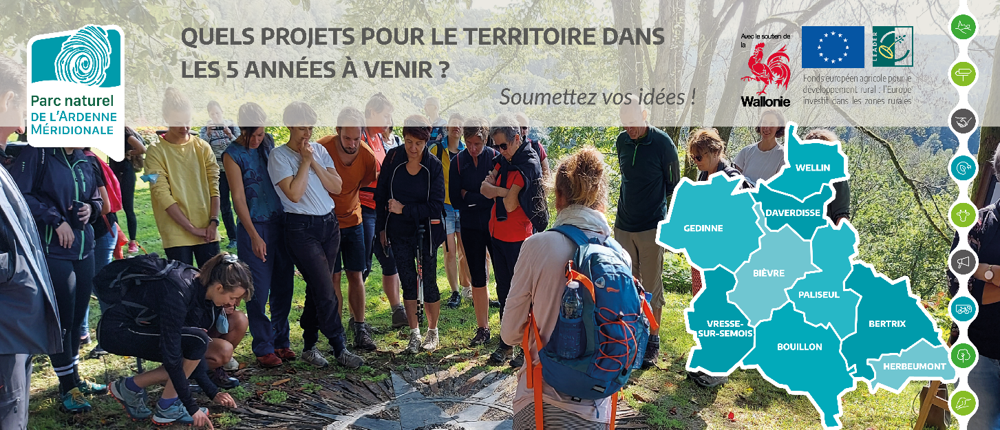 QUELS PROJETS POUR LE TERRITOIRE DANS
LES 5 ANNÉES À VENIR ?
Soumettez vos idées !
Parc naturel
DE L'ARDENNE
MÉRIDIONALE
Avec le soutien de
la
Wallonie
LEADER
Fonds européen agricole pour le
développement rural : l'Europe
investit dans les zones rurales
WELLIN
DAVERDISSE
GEDINNE
BIÈVRE
PALISEUL
VRESSE-
SUR-SEMOIS
BERTRIX
BOUILLON
HERBEUMONT